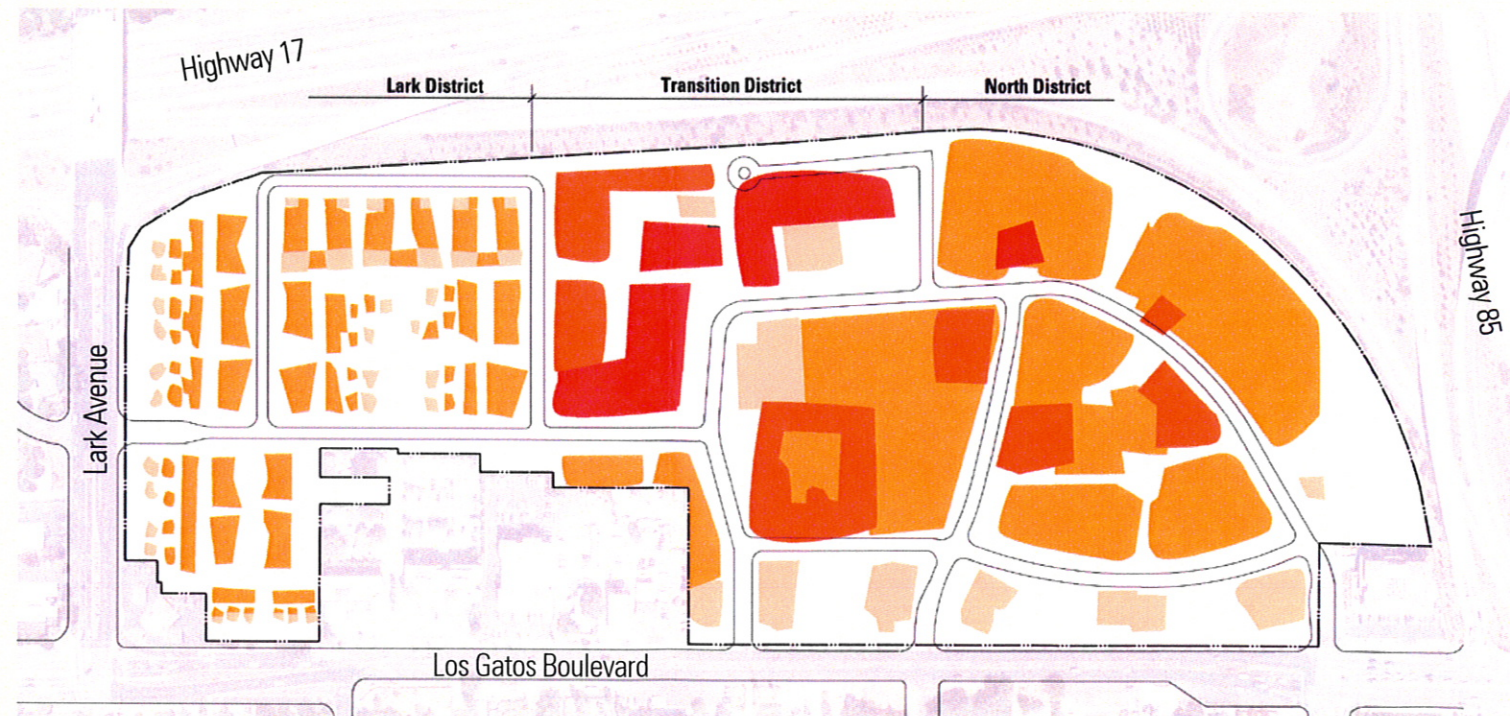 Highway 17
Lark District
Transition District
North District
Highway 85
Lark Avenue
Los Gatos Boulevard